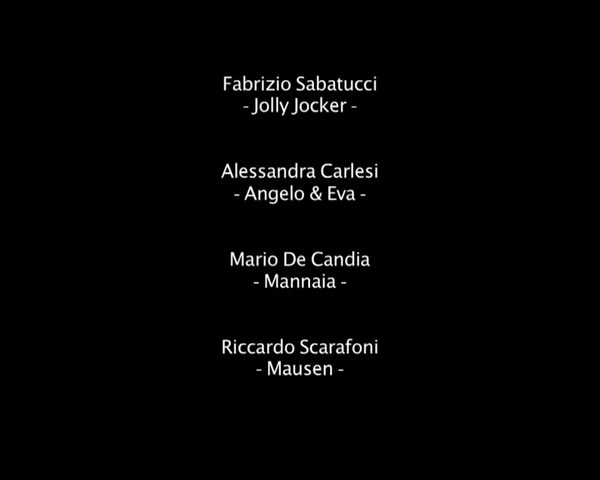 Fabrizio Sabatucci
- Jolly Jocker -
Alessandra Carlesi
- Angelo & Eva -
Mario De Candia
- Mannaia -
Riccardo Scarafoni
- Mausen -